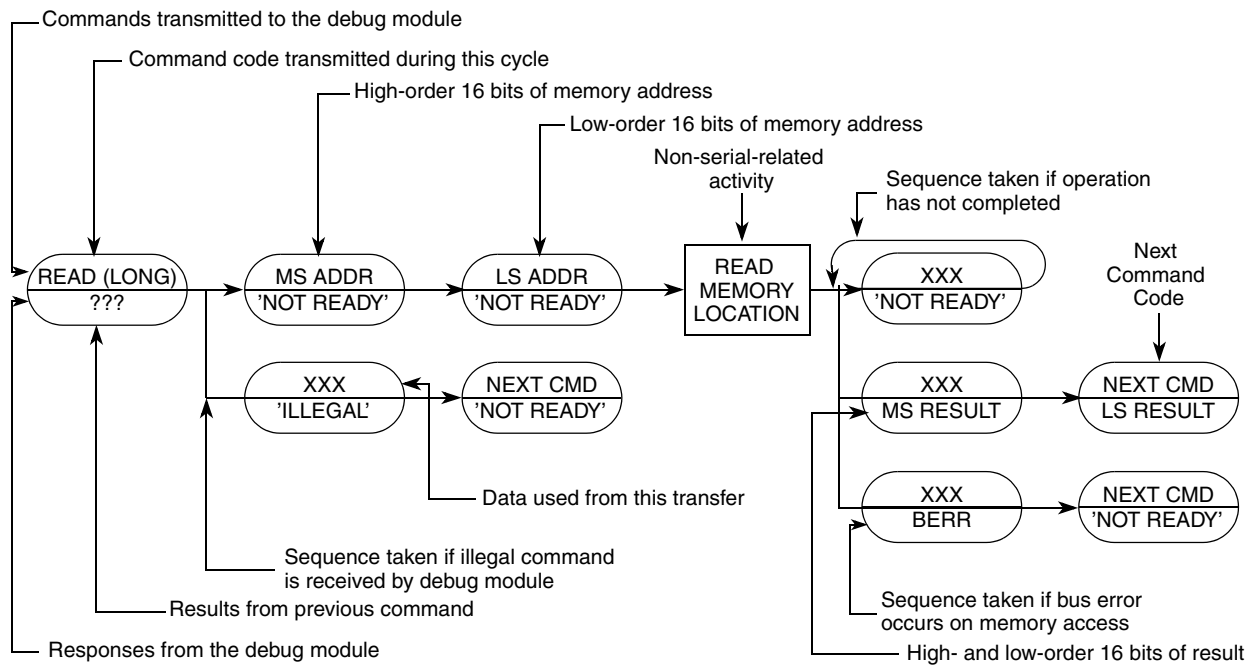 Commands transmitted to the debug module
Command code transmitted during this cycle
High-order 16 bits of memory address
Low-order 16 bits of memory address
Non-serial-related
activity
Sequence taken if operation
has not completed
Next
Command
Code
READ (LONG)
???
MS ADDR
'NOT READY'
LS ADDR
'NOT READY'
READ
MEMORY
LOCATION
XXX
'NOT READY'
XXX
'ILLEGAL'
NEXT CMD
'NOT READY'
XXX
MS RESULT
NEXT CMD
LS RESULT
XXX
BERR
NEXT CMD
'NOT READY'
Data used from this transfer
Sequence taken if illegal command
is received by debug module
Results from previous command
Responses from the debug module
Sequence taken if bus error
occurs on memory access
High- and low-order 16 bits of result